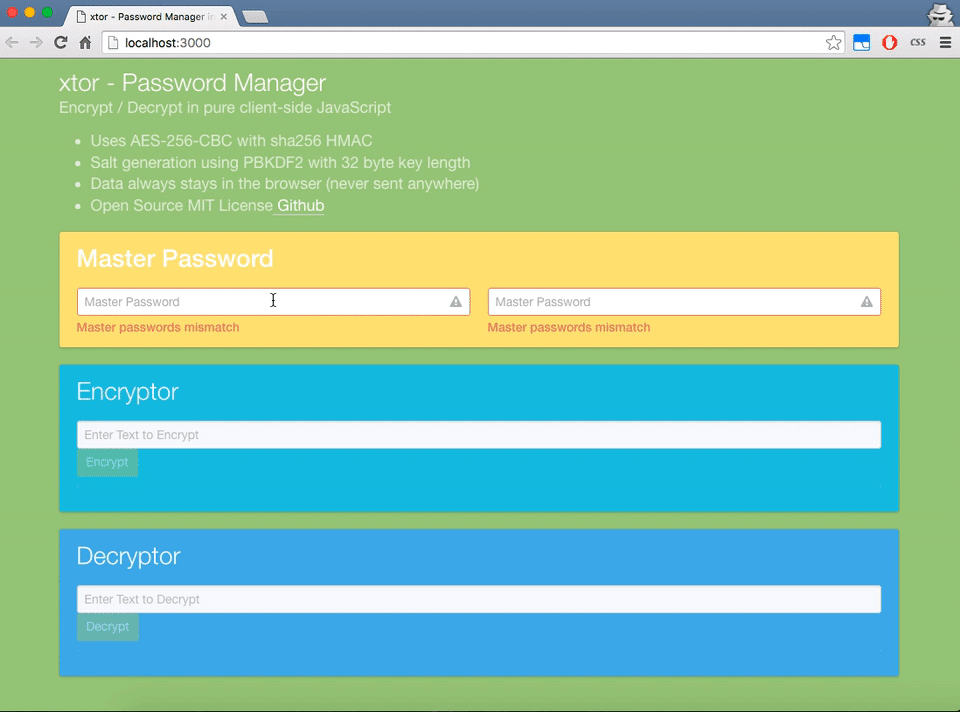 xtor - Password Manager in
localhost:3000
CSS
xtor - Password Manager
Encrypt / Decrypt in pure client-side JavaScript
Uses AES-256-CBC with sha256 HMAC
Salt generation using PBKDF2 with 32 byte key length
Data always stays in the browser (never sent anywhere)
Open Source MIT License Github
Master Password
Master Password Master Password
Master passwords mismatch Master passwords mismatch
Encryptor
Enter Text to Encrypt
Encrypt
Decryptor
Enter Text to Decrypt
Decrypt